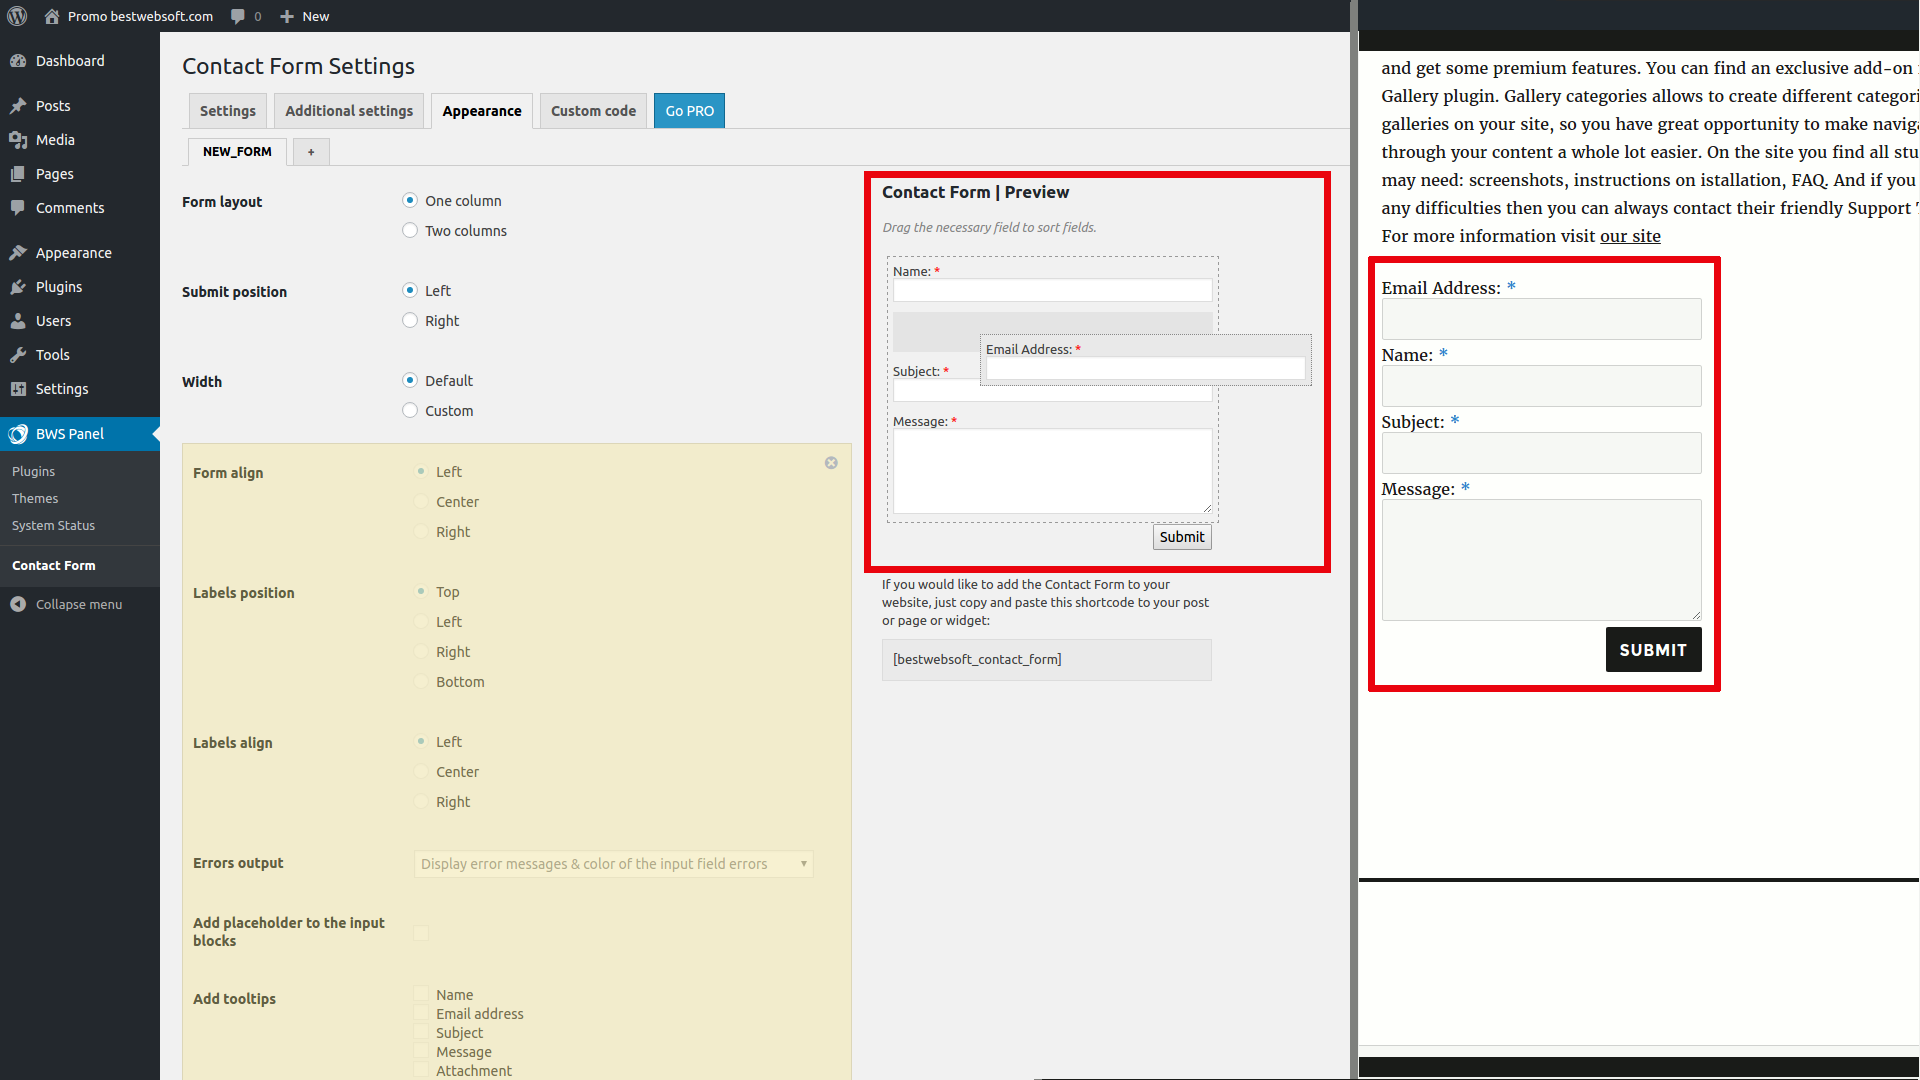 Promo bestwebsoft.com 0 New
Dashboard
Posts
Media
Pages
Comments
Appearance
Plugins
Users
Tools
Settings
BWS Panel
Plugins
Themes
System Status
Contact Form
Collapse menu
Contact Form Settings
Settings Additional settings Appearance Custom code Go PRO
NEW_FORM +
Form layout
One column
Two columns
Submit position
Left
Right
Width
Default
Custom
Form align
Left
Center
Right
Labels position
Top
Left
Right
Bottom
Labels align
Left
Center
Right
Errors output
Display error messages & color of the input field errors
Add placeholder to the input
blocks
Add tooltips
Name
Email address
Subject
Message
Attachment
Contact Form | Preview
Drag the necessary field to sort fields.
Name: *
Email Address: *
Subject: *
Message: *
Submit
If you would like to add the Contact Form to your
website, just copy and paste this shortcode to your post
or page or widget:
[bestwebsoft_contact_form]
and get some premium features. You can find an exclusive add-on
Gallery plugin. Gallery categories allows to create different categori
galleries on your site, so you have great opportunity to make naviga
through your content a whole lot easier. On the site you find all stu
may need: screenshots, instructions on istallation, FAQ. And if you
any difficulties then you can always contact their friendly Support
For more information visit our site
Email Address: *
Name: *
Subject: *
Message: *
SUBMIT